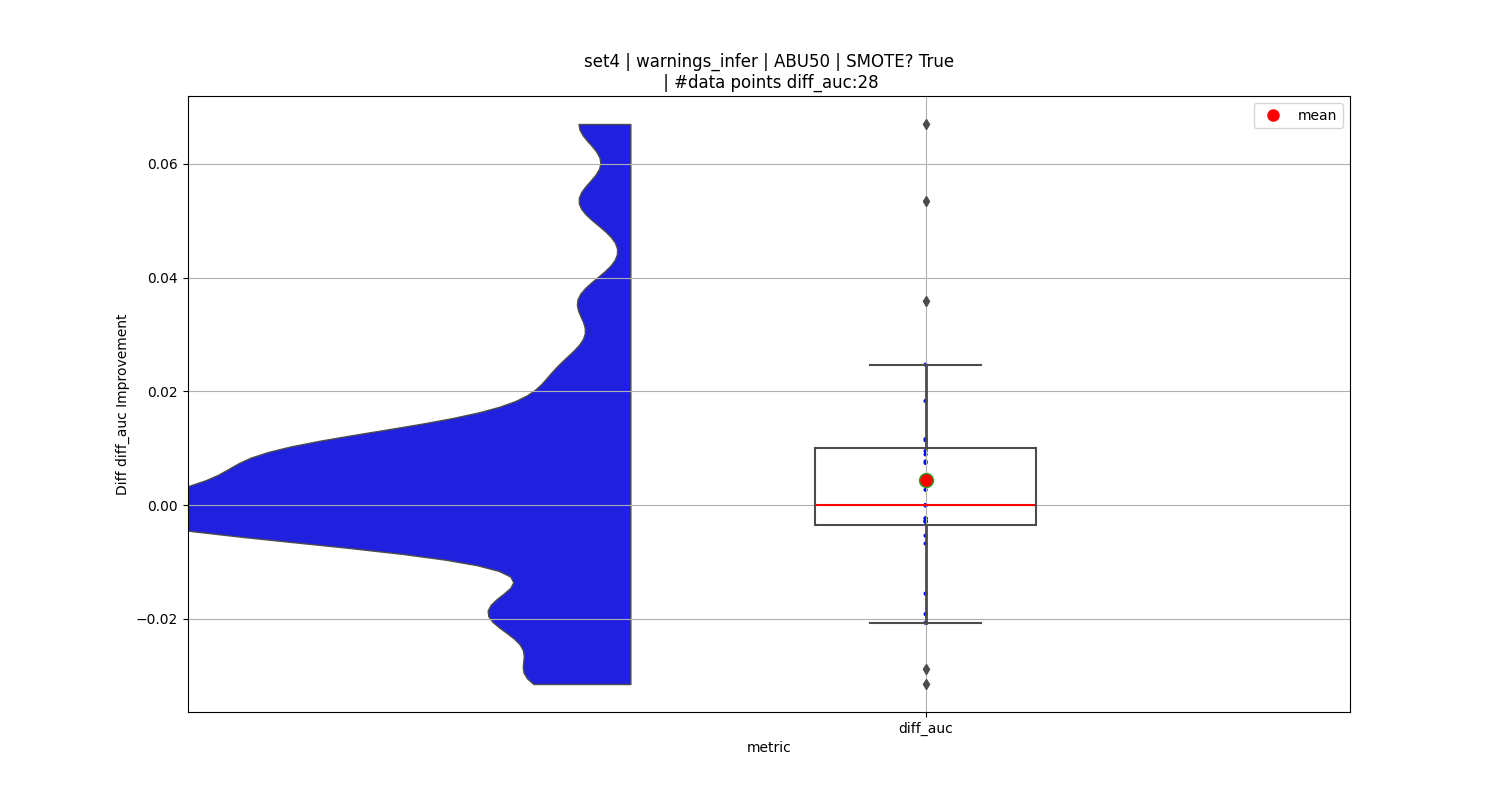 set4 | warnings_infer | ABU50 | SMOTE? True
| #data points diff_auc:28
mean
0.06
0.04
0.02
0.00
−0.02
Diff diff_auc Improvement
diff_auc
metric